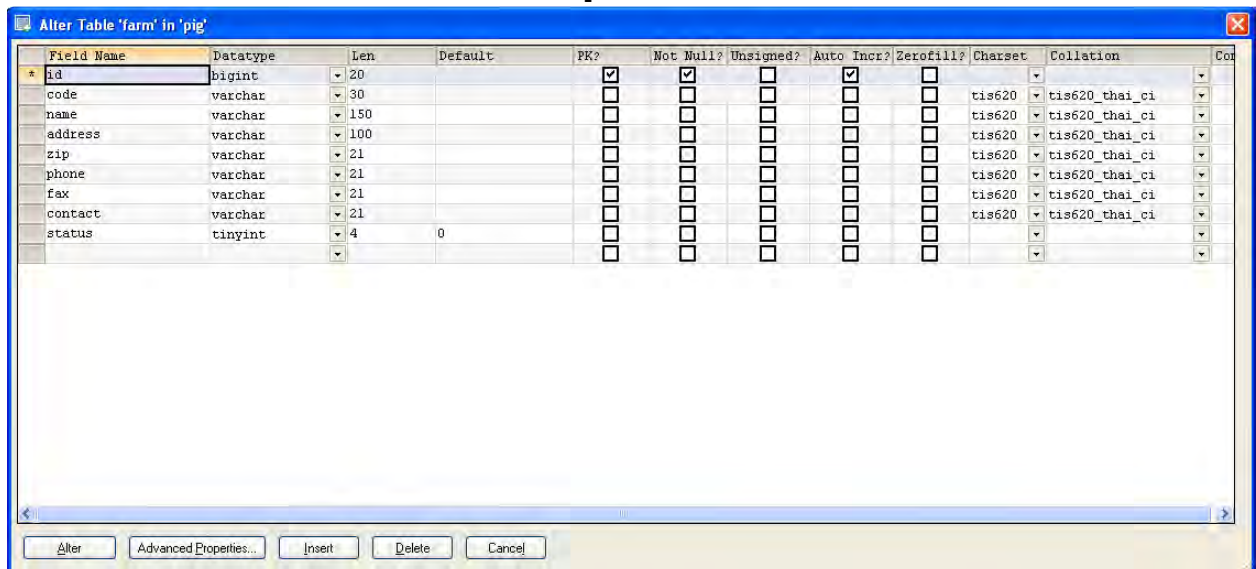 Alter Table 'farm' in 'pig'
Field Name Datatype Len Default PK? Not Null? Unsigned? Auto Incr? Zerofill? Charset Collation Co
* id bigint 20
code varchar 30 tis620 tis620_thai_ci
name varchar 150 tis620 tis620_thai_ci
address varchar 100 tis620 tis620_thai_ci
zip varchar 21 tis620 tis620_thai_ci
phone varchar 21 tis620 tis620_thai_ci
fax varchar 21 tis620 tis620_thai_ci
contact varchar 21 tis620 tis620_thai_ci
status tinyint 4 0
Alter Advanced Properties... Insert Delete Cancel